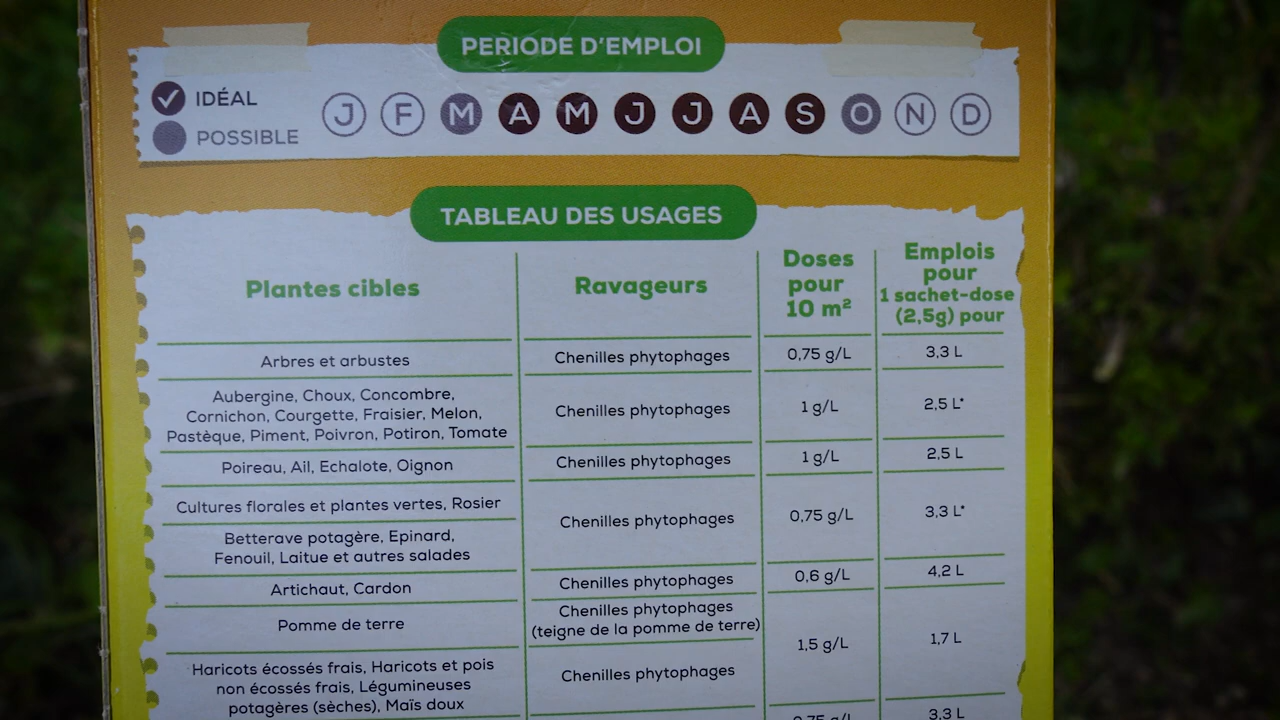 PERIODE D'EMPLOI
IDÉAL
POSSIBLE
J F M A M J J A S O N D
TABLEAU DES USAGES
Plantes cibles
Ravageurs
Doses
pour
10 m²
Emplois
pour
1 sachet-dose
(2,5g) pour
Arbres et arbustes
Chenilles phytophages
0,75 g/L
3,3 L
Aubergine, Choux, Concombre,
Cornichon, Courgette, Fraisier, Melon,
Pastèque, Piment, Poivron, Potiron, Tomate
Chenilles phytophages
1 g/L
2,5 L*
Poireau, Ail, Echalote, Oignon
Chenilles phytophages
1 g/L
2,5 L
Cultures florales et plantes vertes, Rosier
Betterave potagère, Epinard,
Fenouil, Laitue et autres salades
Chenilles phytophages
0,75 g/L
3,3 L*
Artichaut, Cardon
Chenilles phytophages
0,6 g/L
4,2 L
Pomme de terre
Chenilles phytophages
(teigne de la pomme de terre)
1,5 g/L
1,7 L
Haricots écossés frais, Haricots et pois
non écossés frais, Légumineuses
potagères (sèches), Maïs doux
Chenilles phytophages
0,75 g/L
3,3 L